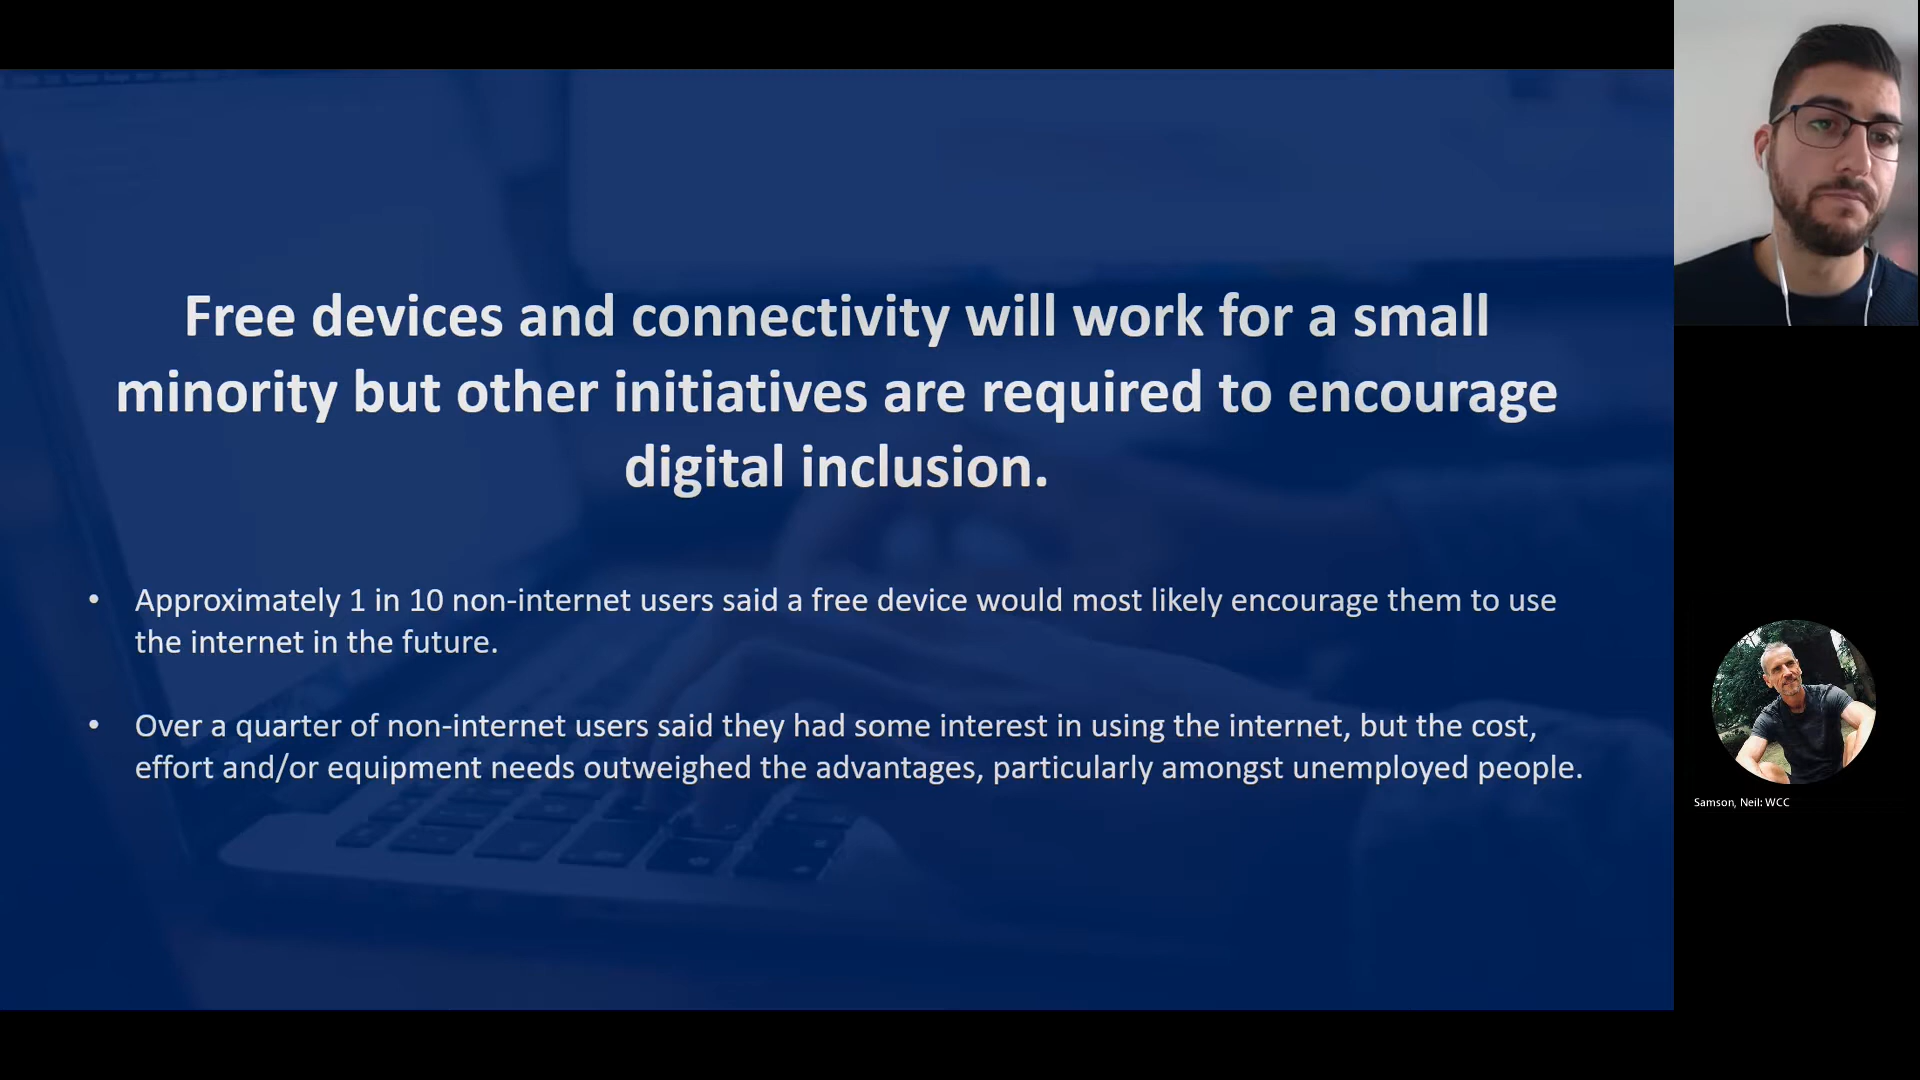 Free devices and connectivity will work for a small
minority but other initiatives are required to encourage
digital inclusion.
• Approximately 1 in 10 non-internet users said a free device would most likely encourage them to use
the internet in the future.
• Over a quarter of non-internet users said they had some interest in using the internet, but the cost,
effort and/or equipment needs outweighed the advantages, particularly amongst unemployed people.
Samson, Neil: WCC